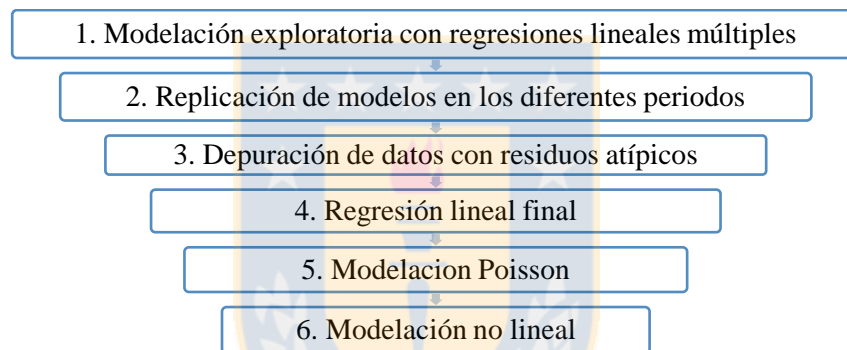 1. Modelación exploratoria con regresiones lineales múltiples
2. Replicación de modelos en los diferentes periodos
3. Depuración de datos con residuos atípicos
4. Regresión lineal final
5. Modelacion Poisson
6. Modelación no lineal